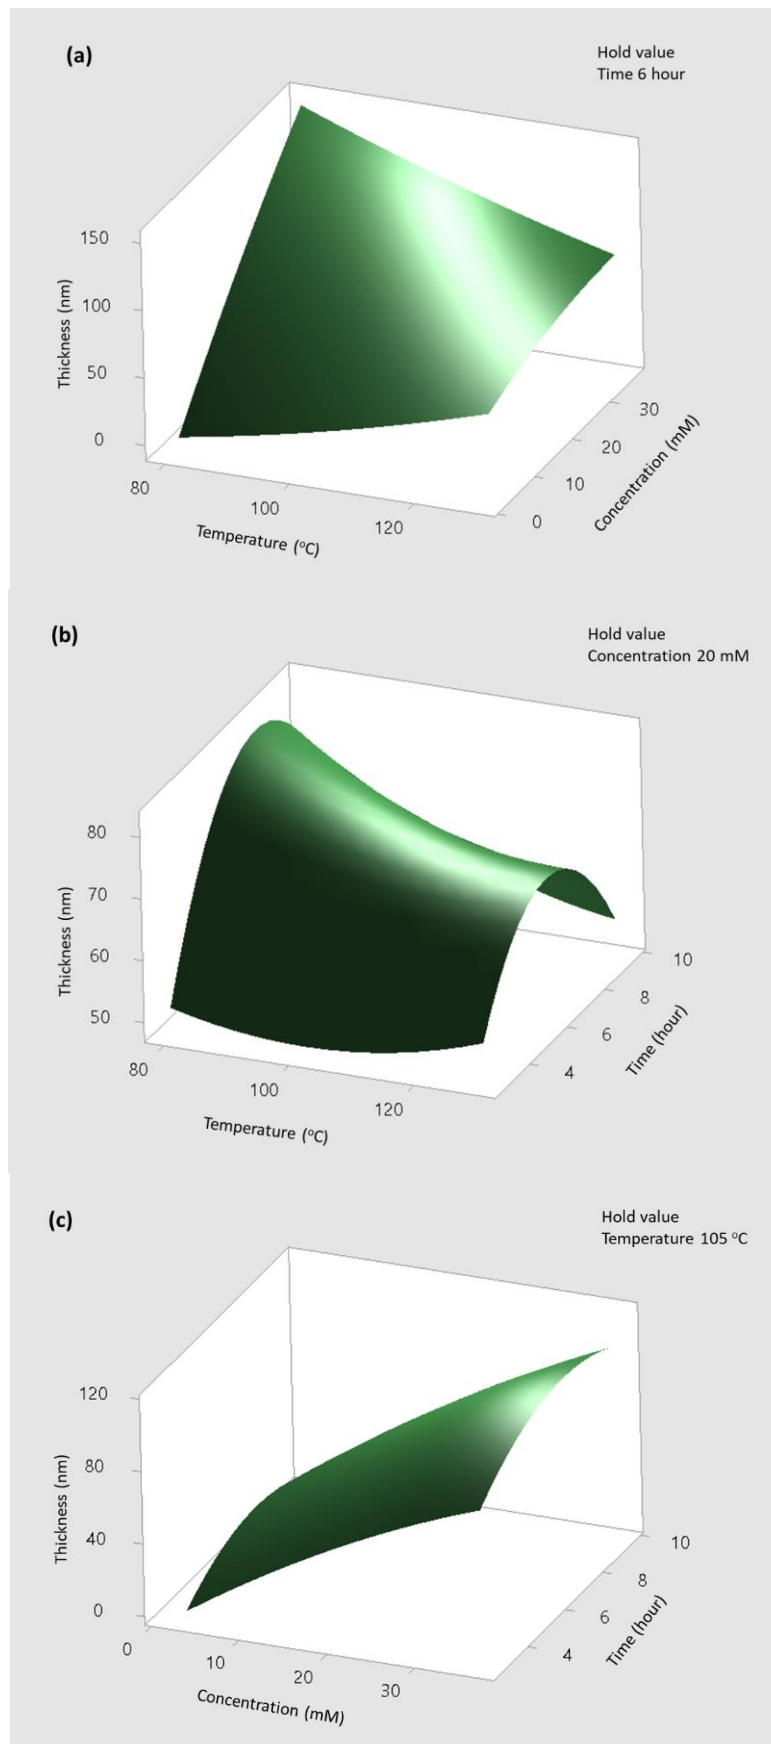 (a)
Hold value
Time 6 hour
150
100
50
0
Thickness (nm)
80
100
120
Temperature (°C)
0
10
20
30
Concentration (mM)
(b)
Hold value
Concentration 20 mM
80
70
60
50
Thickness (nm)
80
100
120
Temperature (°C)
4
6
8
10
Time (hour)
(c)
Hold value
Temperature 105 °C
120
80
40
0
Thickness (nm)
0
10
20
30
Concentration (mM)
4
6
8
10
Time (hour)